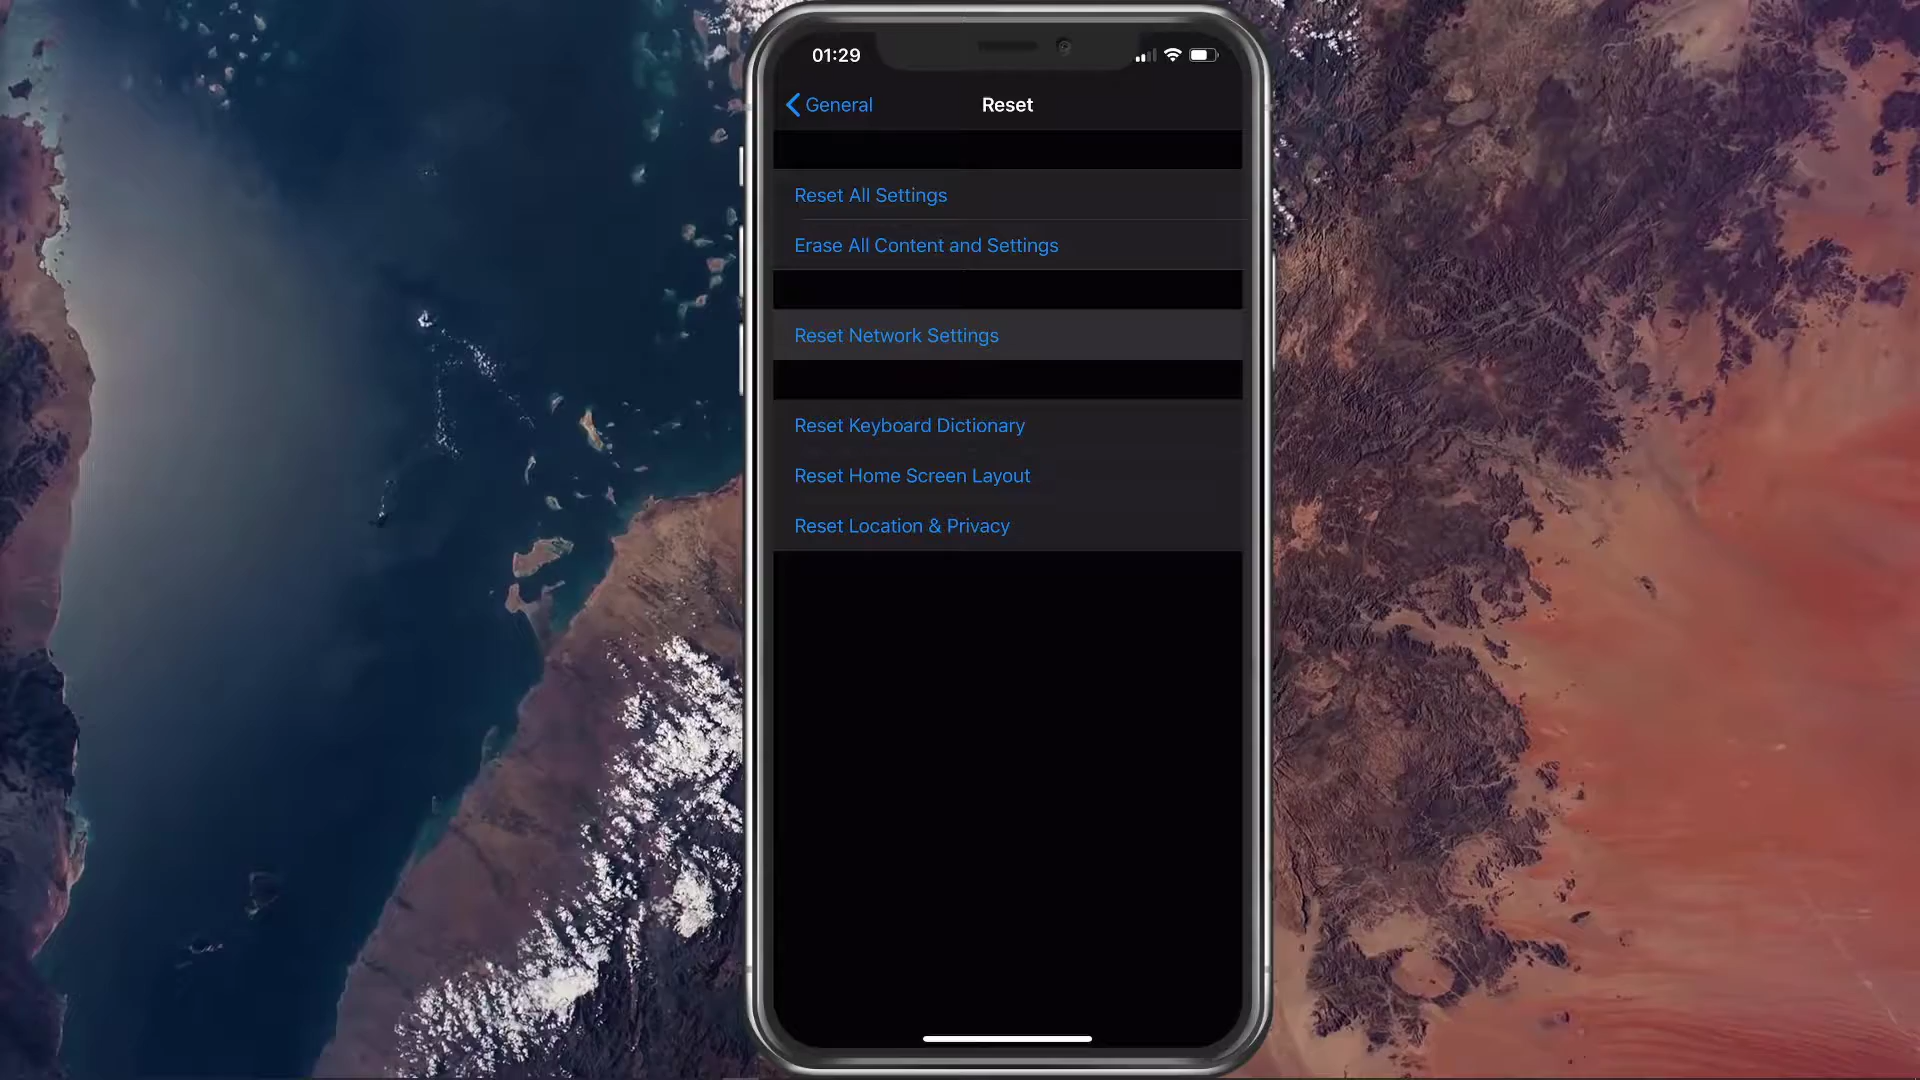 01:29
General
Reset
Reset All Settings
Erase All Content and Settings
Reset Network Settings
Reset Keyboard Dictionary
Reset Home Screen Layout
Reset Location & Privacy